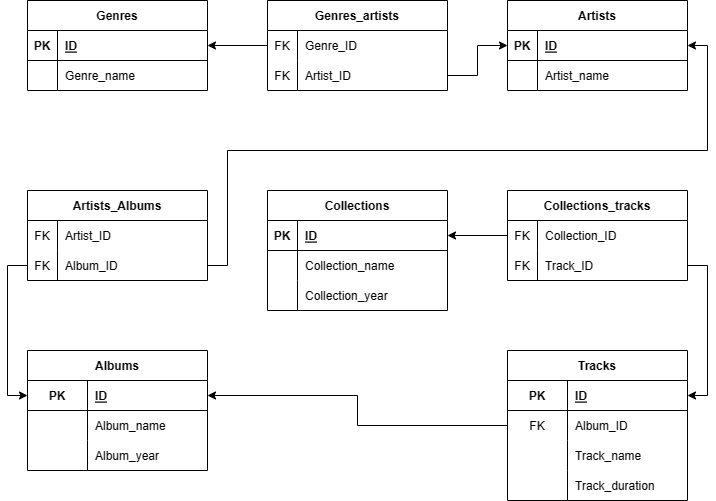 Genres
PK ID
Genre_name
Genres_artists
FK Genre_ID
FK Artist_ID
Artists
PK ID
Artist_name
Artists_Albums
FK Artist_ID
FK Album_ID
Collections
PK ID
Collection_name
Collection_year
Collections_tracks
FK Collection_ID
FK Track_ID
Albums
PK ID
Album_name
Album_year
Tracks
PK ID
FK Album_ID
Track_name
Track_duration